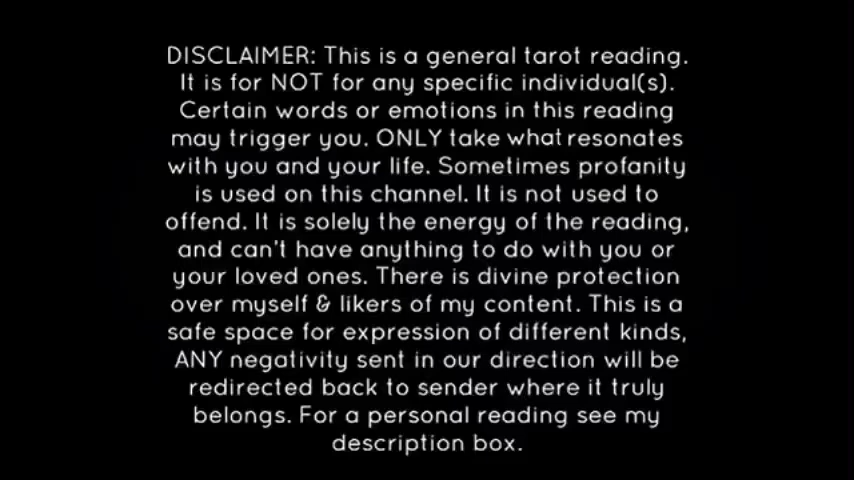 DISCLAIMER: This is a general tarot reading.
It is for NOT for any specific individual(s).
Certain words or emotions in this reading
may trigger you. ONLY take what resonates
with you and your life. Sometimes profanity
is used on this channel. It is not used to
offend. It is solely the energy of the reading,
and can't have anything to do with you or
your loved ones. There is divine protection
over myself & likers of my content. This is a
safe space for expression of different kinds,
ANY negativity sent in our direction will be
redirected back to sender where it truly
belongs. For a personal reading see my
description box.